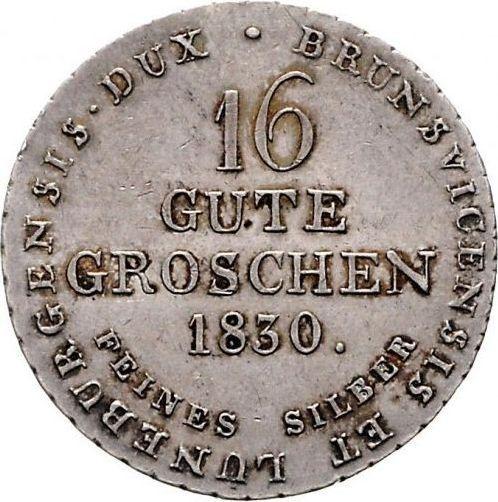 BRUNSVICENSIS ET LUNEBURGENSIS · DUX ·
16
GUTE
GROSCHEN
1830.
FEINES SILBER